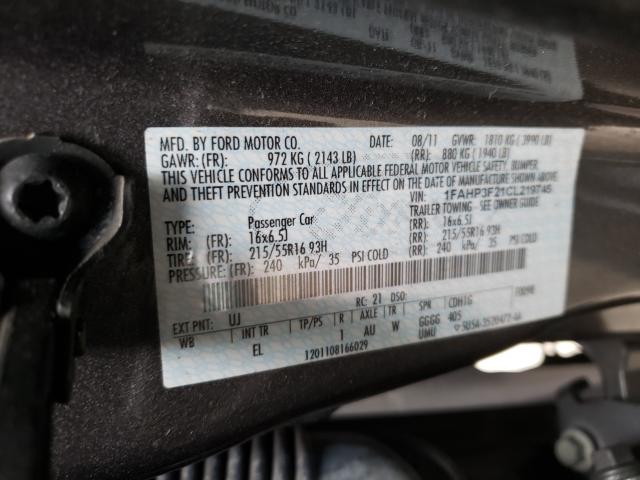 MFD. BY FORD MOTOR CO.
DATE: 08/11 GVWR: 1810 KG ( 3990 LB)
GAWR: (FR): 972 KG ( 2143 LB) (RR): 880 KG ( 1940 LB)
THIS VEHICLE CONFORMS TO ALL APPLICABLE FEDERAL MOTOR VEHICLE SAFETY, BUMPER,
AND THEFT PREVENTION STANDARDS IN EFFECT ON THE DATE OF MANUFACTURE SHOWN ABOVE.
VIN: 1FAHP3F21CL219745
TYPE: Passenger Car TRAILER TOWING - SEE OWNER GUIDE
RIM: (FR): 16x6.5J (RR): 16x6.5J
TIRE: (FR): 215/55R16 93H (RR): 215/55R16 93H
PRESSURE: (FR): 240 kPa/ 35 PSI COLD (RR): 240 kPa/ 35 PSI COLD
EXT PNT: UJ RC: 21 DSO:
WB INT TR TP/PS R AXLE TR SPR
EL 1 AU W GGGG 405
UMU
1201108166029